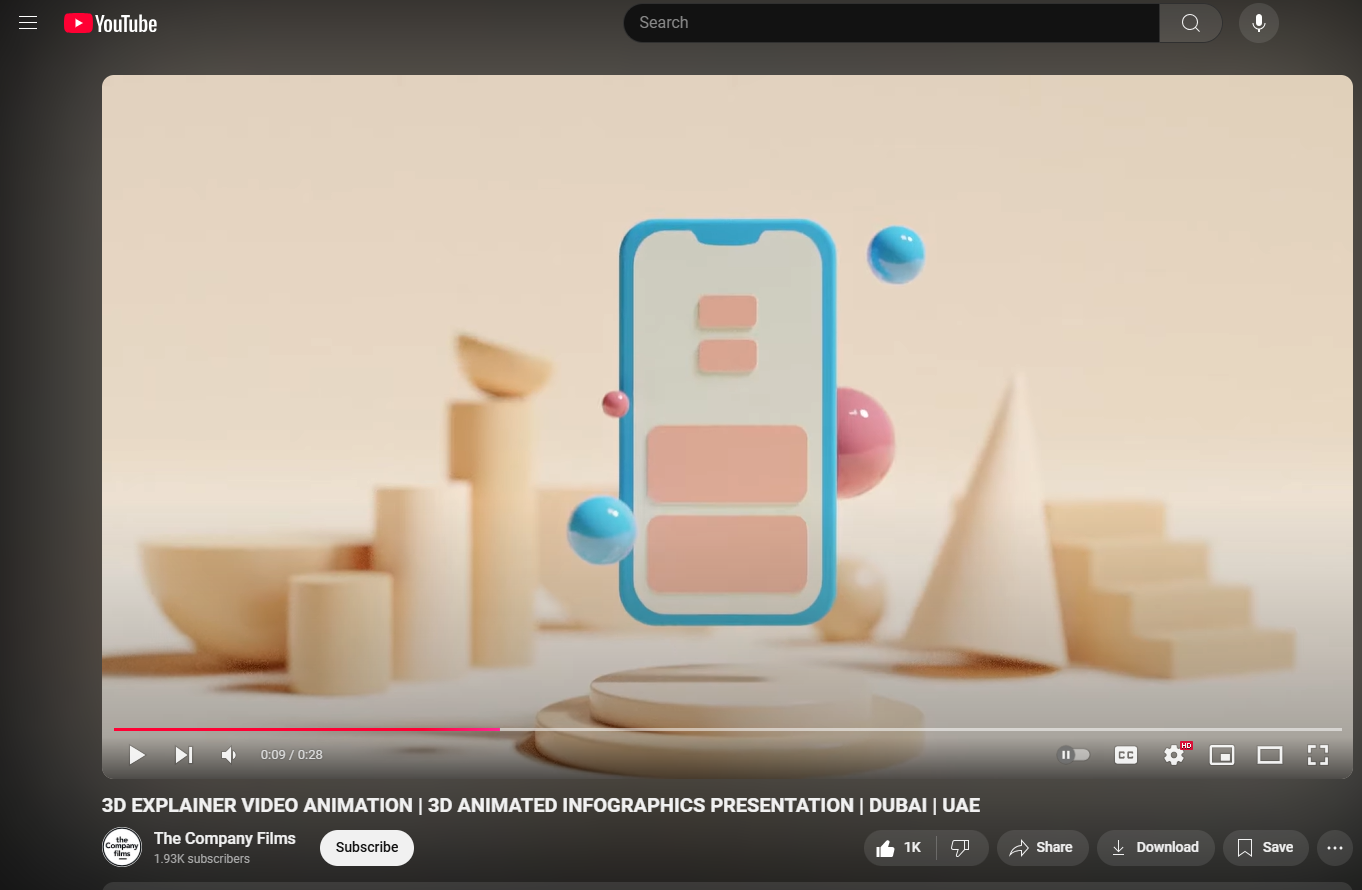 YouTube
Search
0:09 / 0:28
CC
HD
3D EXPLAINER VIDEO ANIMATION | 3D ANIMATED INFOGRAPHICS PRESENTATION | DUBAI | UAE
the
Company
films
The Company Films
1.93K subscribers
Subscribe
1K
Share
Download
Save